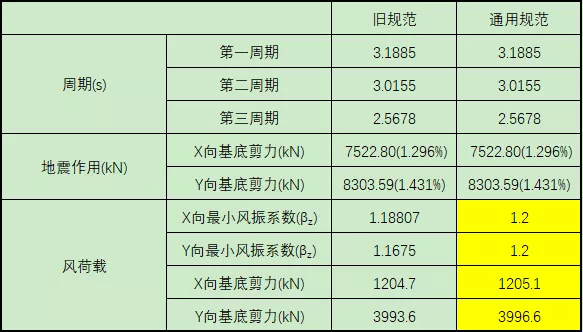 旧规范 通用规范
周期(s) 第一周期 3.1885 3.1885
第二周期 3.0155 3.0155
第三周期 2.5678 2.5678
地震作用(kN) X向基底剪力(kN) 7522.80(1.296%) 7522.80(1.296%)
Y向基底剪力(kN) 8303.59(1.431%) 8303.59(1.431%)
风荷载 X向最小风振系数(βz) 1.18807 1.2
Y向最小风振系数(βz) 1.1675 1.2
X向基底剪力(kN) 1204.7 1205.1
Y向基底剪力(kN) 3993.6 3996.6